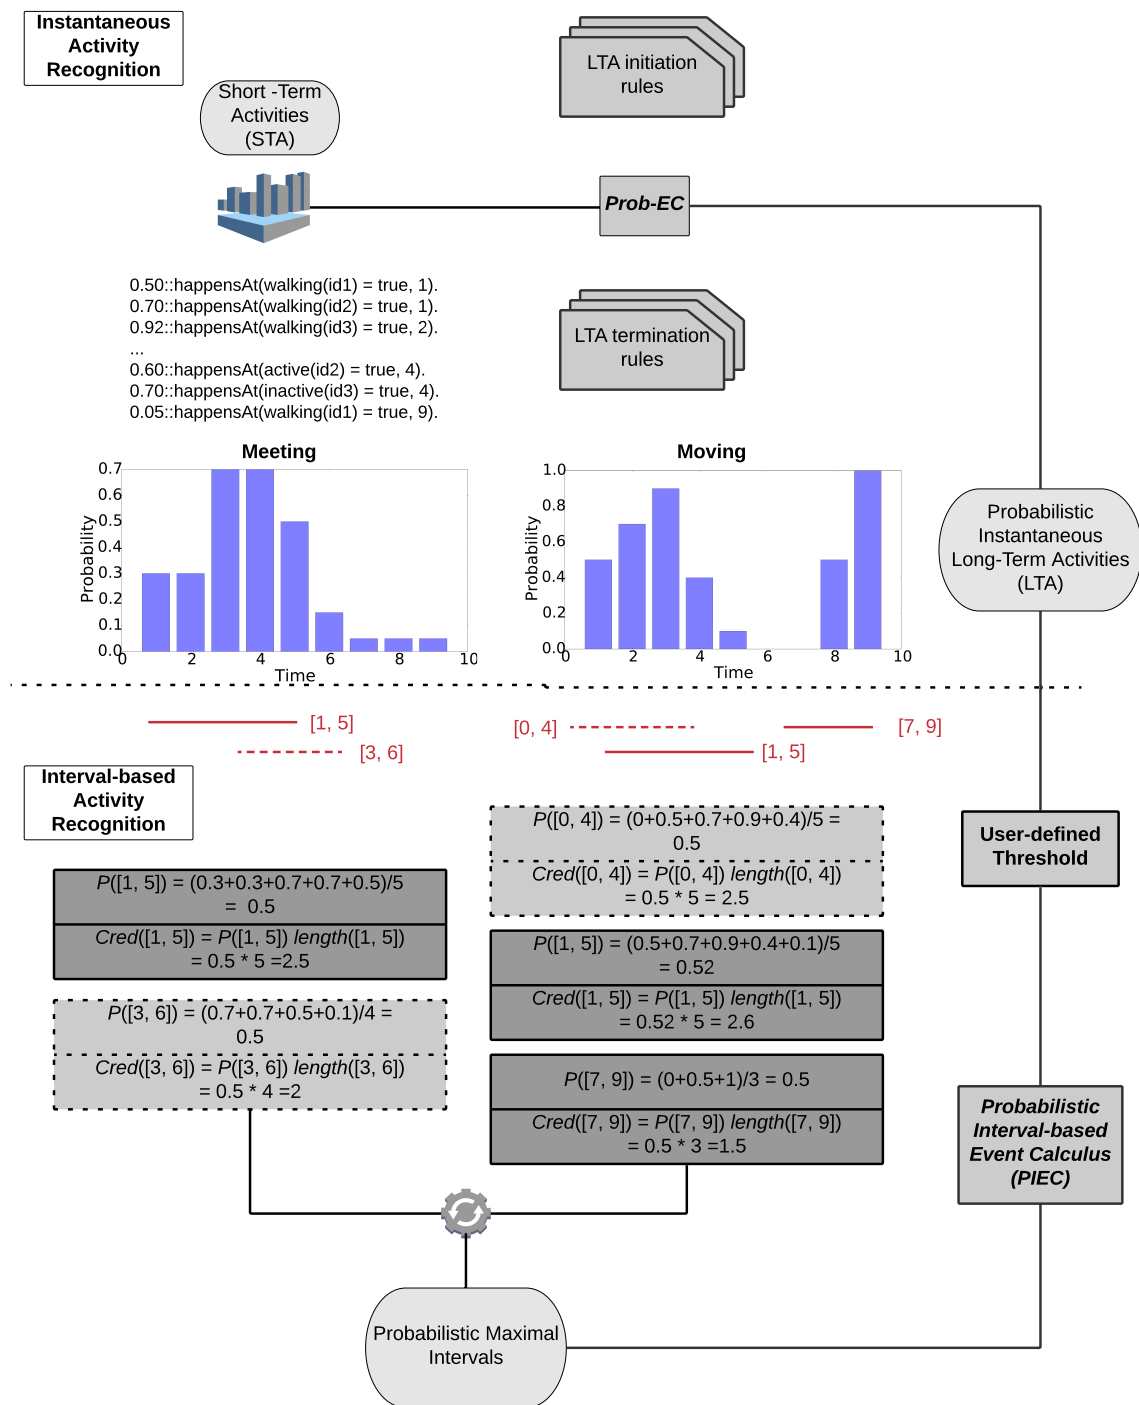 Instantaneous
Activity
Recognition
LTA initiation
rules
Short -Term
Activities
(STA)
Prob-EC
0.50::happensAt(walking(id1) = true, 1).
0.70::happensAt(walking(id2) = true, 1).
0.92::happensAt(walking(id3) = true, 2).
...
0.60::happensAt(active(id2) = true, 4).
0.70::happensAt(inactive(id3) = true, 4).
0.05::happensAt(walking(id1) = true, 9).
LTA termination
rules
Meeting
0.7
0.6
0.5
0.4
0.3
0.2
0.1
0.0
Probability
0 2 4 6 8 10
Time
Moving
1.0
0.8
0.6
0.4
0.2
0.0
Probability
0 2 4 6 8 10
Time
Probabilistic
Instantaneous
Long-Term Activities
(LTA)
[1, 5]
[3, 6]
[0, 4]
[7, 9]
[1, 5]
Interval-based
Activity
Recognition
P([1, 5]) = (0.3+0.3+0.7+0.7+0.5)/5
= 0.5
Cred([1, 5]) = P([1, 5]) length([1, 5])
= 0.5 * 5 =2.5
P([3, 6]) = (0.7+0.7+0.5+0.1)/4 =
0.5
Cred([3, 6]) = P([3, 6]) length([3, 6])
= 0.5 * 4 =2
P([0, 4]) = (0+0.5+0.7+0.9+0.4)/5 =
0.5
Cred([0, 4]) = P([0, 4]) length([0, 4])
= 0.5 * 5 = 2.5
P([1, 5]) = (0.5+0.7+0.9+0.4+0.1)/5
= 0.52
Cred([1, 5]) = P([1, 5]) length([1, 5])
= 0.52 * 5 = 2.6
P([7, 9]) = (0+0.5+1)/3 = 0.5
Cred([7, 9]) = P([7, 9]) length([7, 9])
= 0.5 * 3 =1.5
User-defined
Threshold
Probabilistic
Interval-based
Event Calculus
(PIEC)
Probabilistic Maximal
Intervals